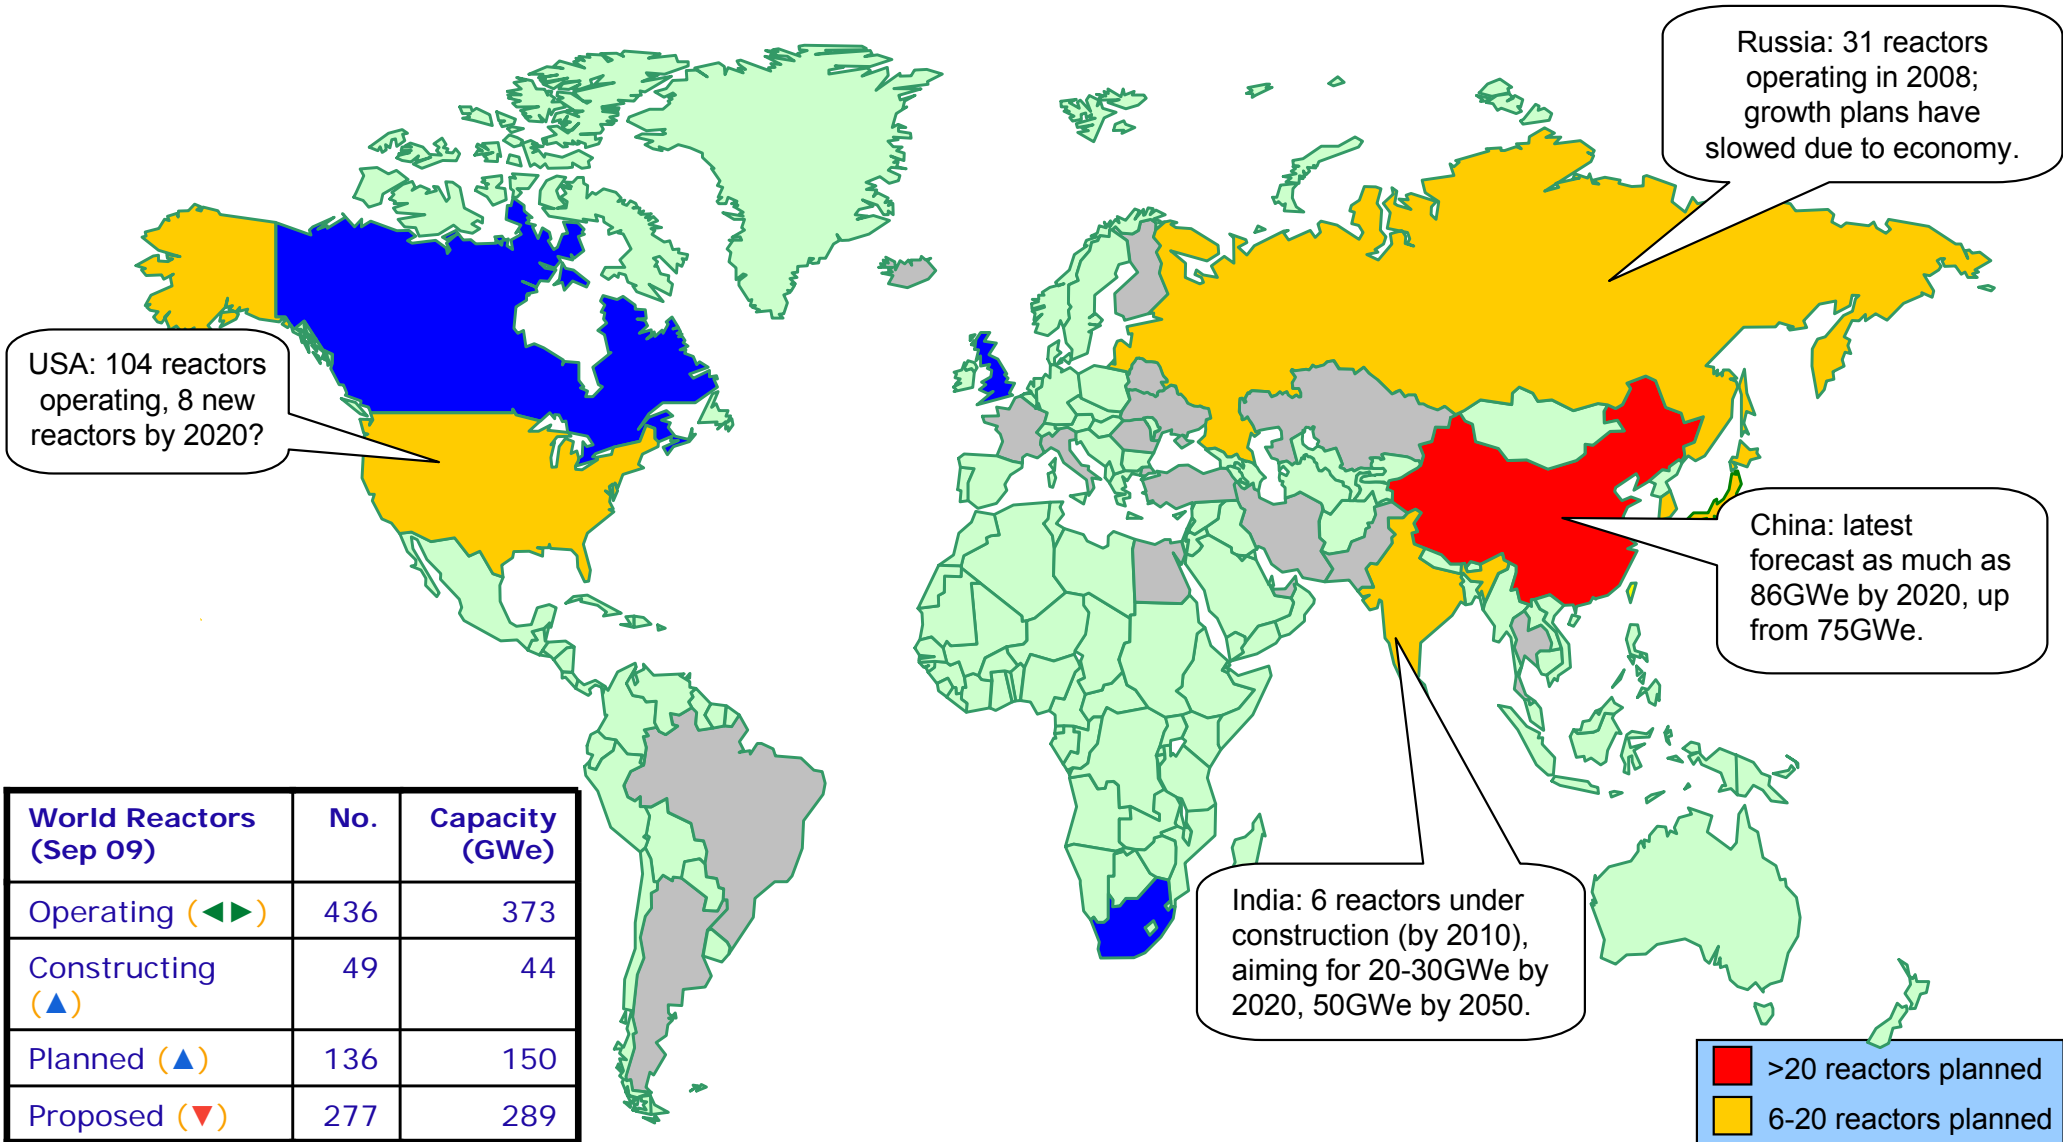 Russia: 31 reactors
operating in 2008;
growth plans have
slowed due to economy.
USA: 104 reactors
operating, 8 new
reactors by 2020?
China: latest
forecast as much as
86GWe by 2020, up
from 75GWe.
India: 6 reactors under
construction (by 2010),
aiming for 20-30GWe by
2020, 50GWe by 2050.
World Reactors (Sep 09) No. Capacity (GWe)
Operating (◄►) 436 373
Constructing (▲) 49 44
Planned (▲) 136 150
Proposed (▼) 277 289
>20 reactors planned
6-20 reactors planned